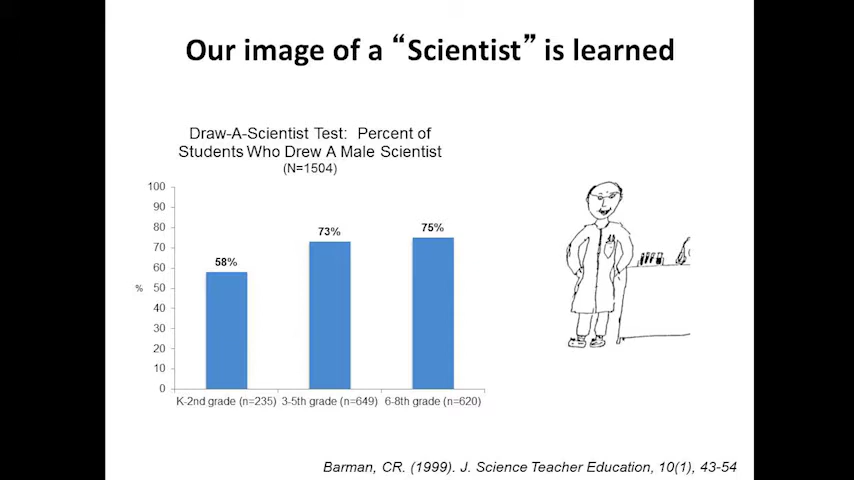 Our image of a “Scientist” is learned
Draw-A-Scientist Test: Percent of
Students Who Drew A Male Scientist
(N=1504)
100
90
80
70
60
50
40
30
20
10
0
%
58%
73%
75%
K-2nd grade (n=235) 3-5th grade (n=649) 6-8th grade (n=620)
Barman, CR. (1999). J. Science Teacher Education, 10(1), 43-54